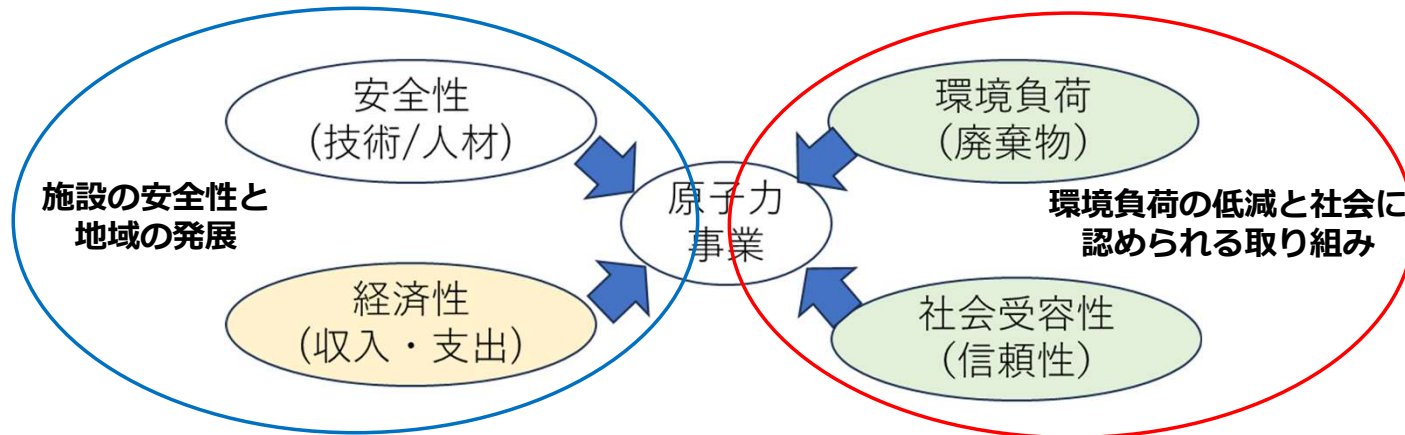 安全性
(技術/人材)
環境負荷
(廃棄物)
施設の安全性と
地域の発展
原子力
事業
環境負荷の低減と社会に
認められる取り組み
経済性
(収入・支出)
社会受容性
(信頼性)